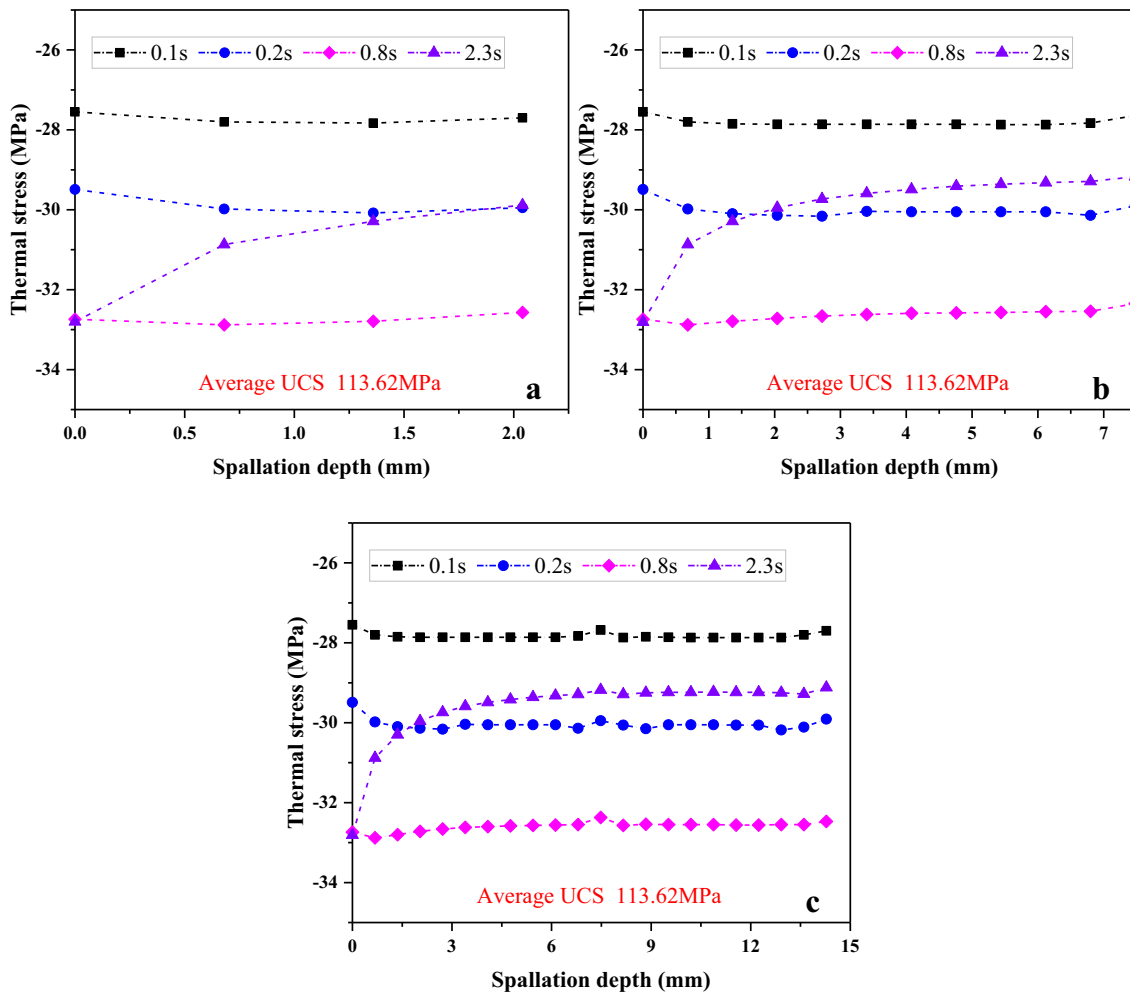 0.1s 0.2s 0.8s 2.3s
Thermal stress (MPa)
-26
-28
-30
-32
-34
Average UCS 113.62MPa
a
0.0 0.5 1.0 1.5 2.0
Spallation depth (mm)
0.1s 0.2s 0.8s 2.3s
Thermal stress (MPa)
-26
-28
-30
-32
-34
Average UCS 113.62MPa
b
0 1 2 3 4 5 6 7
Spallation depth (mm)
0.1s 0.2s 0.8s 2.3s
Thermal stress (MPa)
-26
-28
-30
-32
-34
Average UCS 113.62MPa
c
0 3 6 9 12 15
Spallation depth (mm)